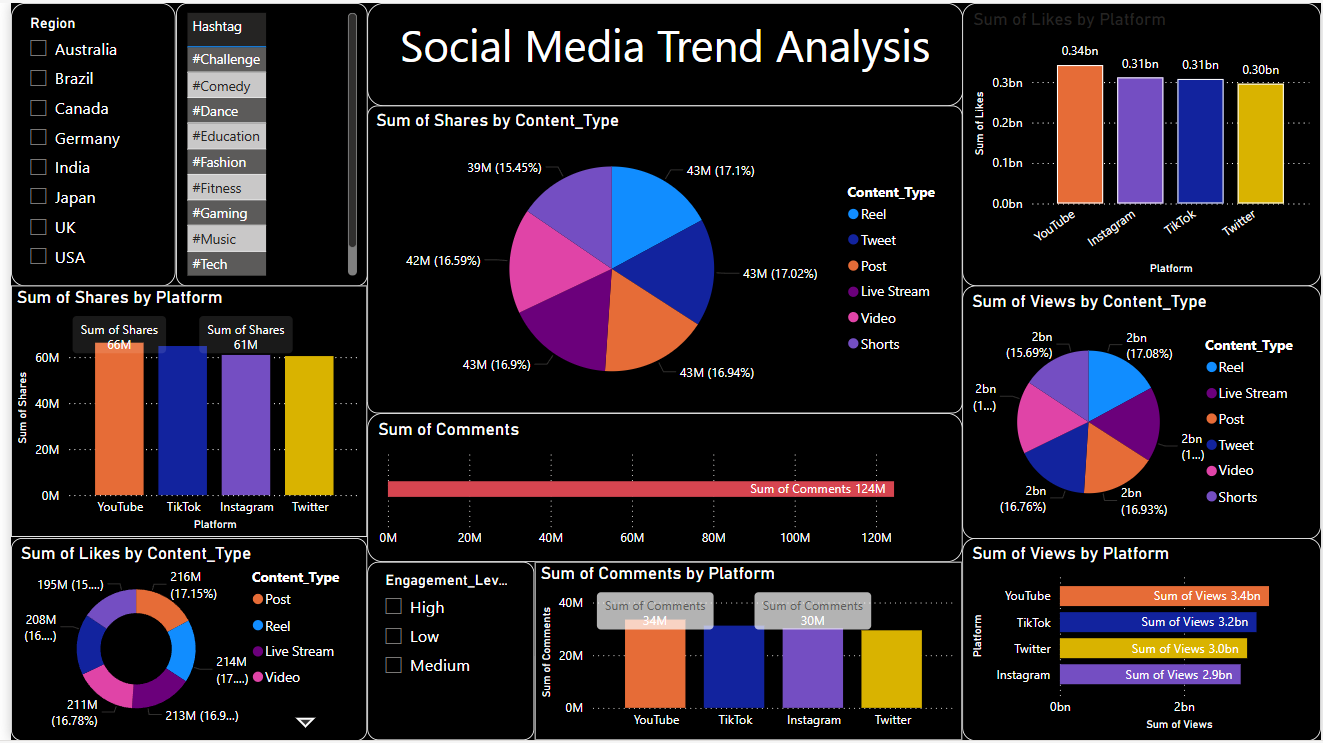 Region
Australia
Brazil
Canada
Germany
India
Japan
UK
USA
Hashtag
#Challenge
#Comedy
#Dance
#Education
#Fashion
#Fitness
#Gaming
#Music
#Tech
Social Media Trend Analysis
Sum of Likes by Platform
0.34bn
0.31bn
0.31bn
0.30bn
0.3bn
0.2bn
0.1bn
0.0bn
Sum of Likes
YouTube
Instagram
TikTok
Twitter
Platform
Sum of Shares by Content_Type
39M (15.45%)
43M (17.1%)
42M (16.59%)
43M (17.02%)
43M (16.9%)
43M (16.94%)
Content_Type
Reel
Tweet
Post
Live Stream
Video
Shorts
Sum of Shares by Platform
Sum of Shares
66M
Sum of Shares
61M
60M
40M
20M
0M
Sum of Shares
YouTube
TikTok
Instagram
Twitter
Platform
Sum of Comments
Sum of Comments 124M
0M
20M
40M
60M
80M
100M
120M
Sum of Views by Content_Type
2bn
(15.69%)
2bn
(17.08%)
2bn
(1...)
2bn
(1...)
2bn
(16.76%)
2bn
(16.93%)
Content_Type
Reel
Live Stream
Post
Tweet
Video
Shorts
Sum of Likes by Content_Type
195M (15....)
216M
(17.15%)
208M
(16....)
214M
(17....)
211M
(16.78%)
213M (16.9...)
Content_Type
Post
Reel
Live Stream
Video
Engagement_Lev...
High
Low
Medium
Sum of Comments by Platform
Sum of Comments
34M
Sum of Comments
30M
40M
20M
0M
Sum of Comments
YouTube
TikTok
Instagram
Twitter
Sum of Views by Platform
Platform
YouTube
Sum of Views 3.4bn
TikTok
Sum of Views 3.2bn
Twitter
Sum of Views 3.0bn
Instagram
Sum of Views 2.9bn
0bn
2bn
Sum of Views